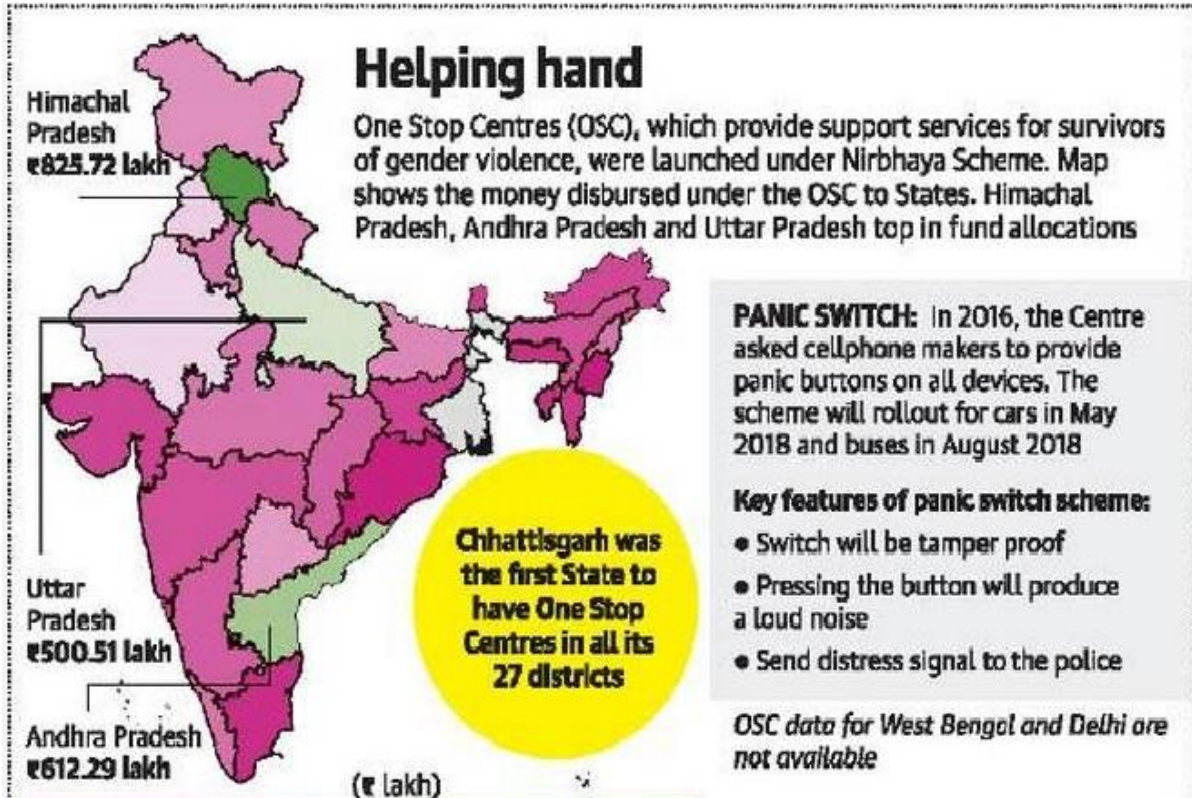 Helping hand
One Stop Centres (OSC), which provide support services for survivors
of gender violence, were launched under Nirbhaya Scheme. Map
shows the money disbursed under the OSC to States. Himachal
Pradesh, Andhra Pradesh and Uttar Pradesh top in fund allocations
Himachal
Pradesh
₹825.72 lakh
Uttar
Pradesh
₹500.51 lakh
Andhra Pradesh
₹612.29 lakh
(₹ lakh)
Chhattisgarh was
the first State to
have One Stop
Centres in all its
27 districts
PANIC SWITCH: In 2016, the Centre
asked cellphone makers to provide
panic buttons on all devices. The
scheme will rollout for cars in May
2018 and buses in August 2018
Key features of panic switch scheme:
• Switch will be tamper proof
• Pressing the button will produce
a loud noise
• Send distress signal to the police
OSC data for West Bengal and Delhi are
not available